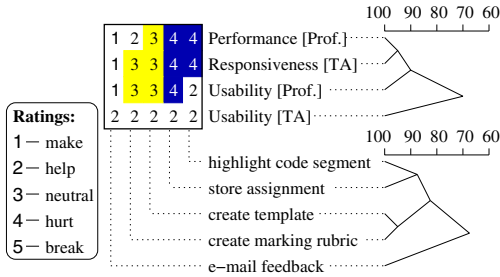 100 90 80 70 60
1 2 3 4 4 Performance [Prof.]
1 3 3 4 4 Responsiveness [TA]
1 3 3 4 2 Usability [Prof.]
2 2 2 2 2 Usability [TA]
100 90 80 70 60
Ratings:
1 – make
2 – help
3 – neutral
4 – hurt
5 – break
highlight code segment
store assignment
create template
create marking rubric
e–mail feedback